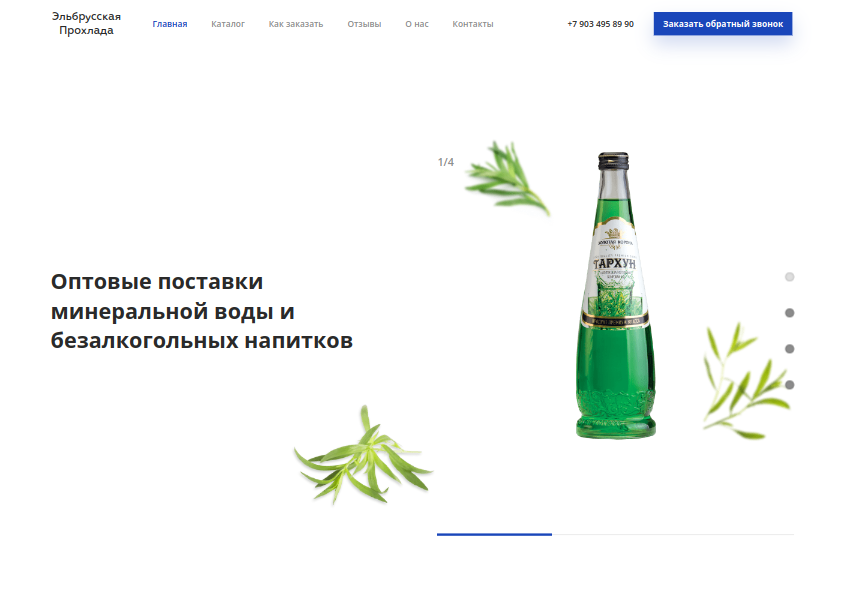 Эльбрусская
Прохлада
Главная
Каталог
Как заказать
Отзывы
О нас
Контакты
+7 903 495 89 90
Заказать обратный звонок
1/4
ТАРХУН
Оптовые поставки
минеральной воды и
безалкогольных напитков